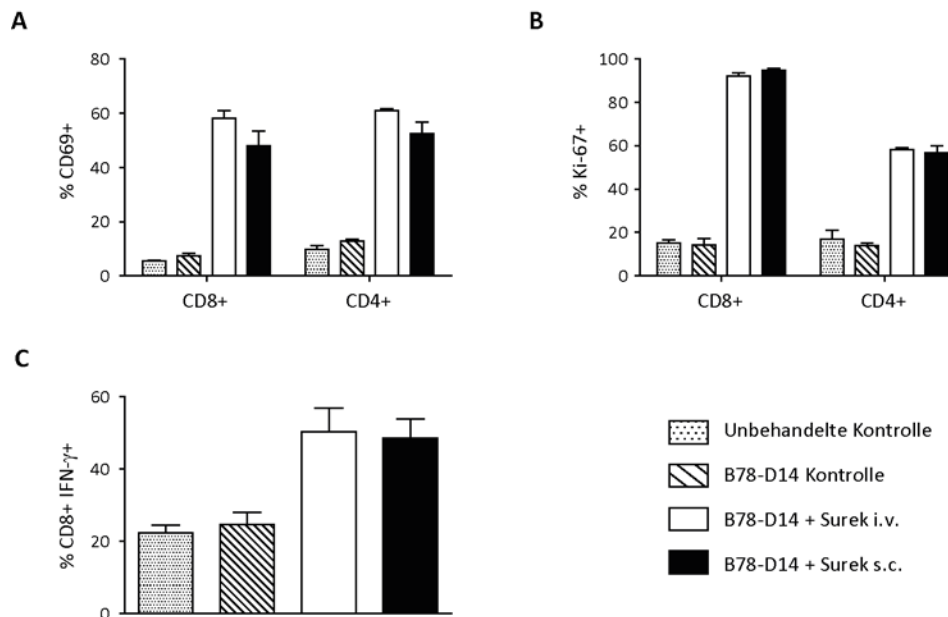 A
80
60
40
20
0
% CD69+
CD8+ CD4+
B
100
80
60
40
20
0
% Ki-67+
CD8+ CD4+
C
60
40
20
0
% CD8+ IFN-γ+
Unbehandelte Kontrolle
B78-D14 Kontrolle
B78-D14 + Surek i.v.
B78-D14 + Surek s.c.